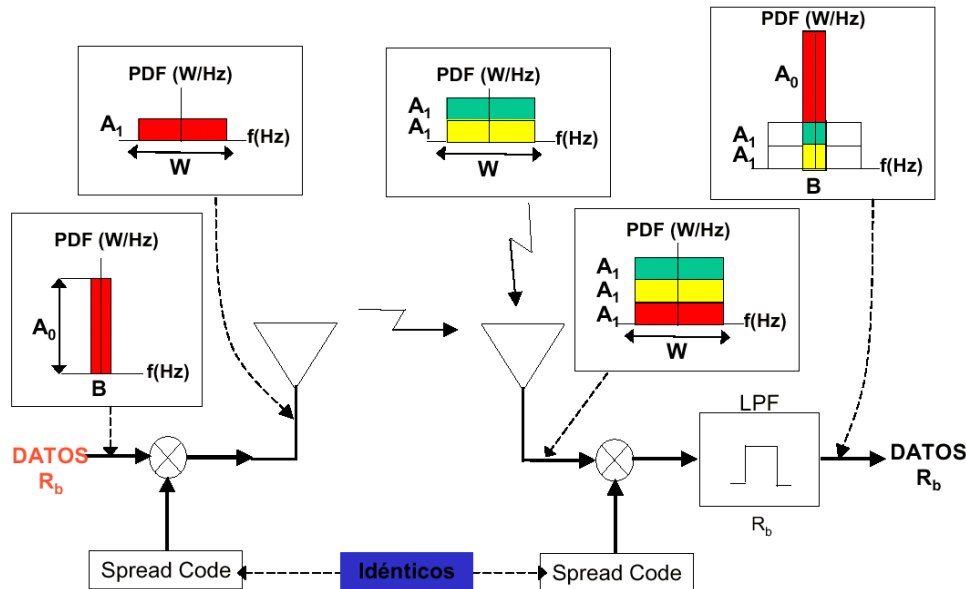 PDF (W/Hz)
A1
f(Hz)
W
PDF (W/Hz)
A1
A1
f(Hz)
W
PDF (W/Hz)
A0
A1
A1
f(Hz)
B
PDF (W/Hz)
A0
f(Hz)
B
PDF (W/Hz)
A1
A1
A1
f(Hz)
W
DATOS
Rb
LPF
Rb
DATOS
Rb
Spread Code
Idénticos
Spread Code